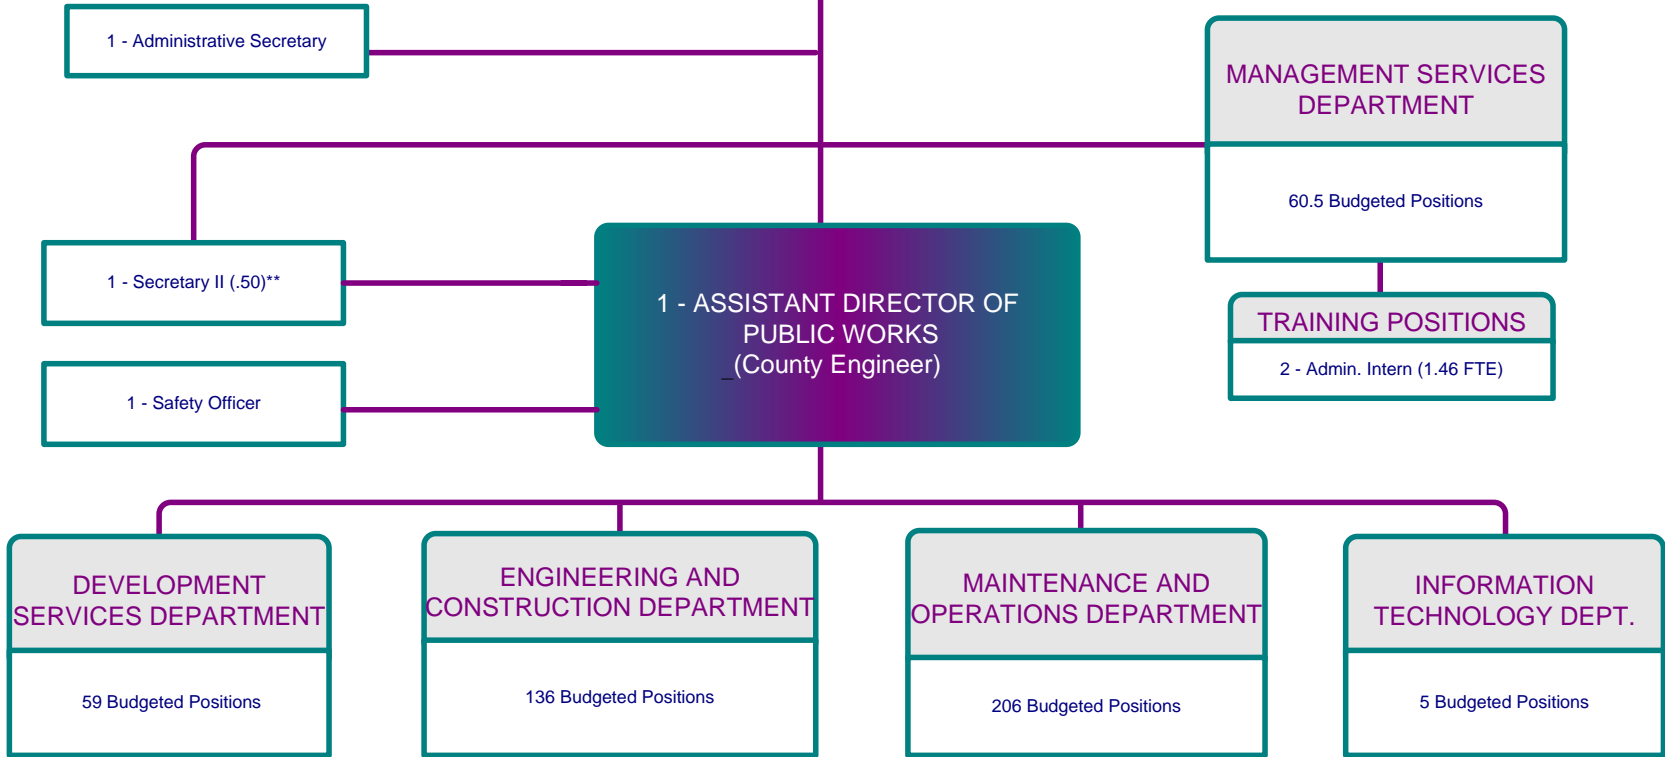 1 - Administrative Secretary
MANAGEMENT SERVICES
DEPARTMENT
60.5 Budgeted Positions
1 - Secretary II (.50)**
1 - ASSISTANT DIRECTOR OF
PUBLIC WORKS
_(County Engineer)
TRAINING POSITIONS
2 - Admin. Intern (1.46 FTE)
1 - Safety Officer
DEVELOPMENT
SERVICES DEPARTMENT
59 Budgeted Positions
ENGINEERING AND
CONSTRUCTION DEPARTMENT
136 Budgeted Positions
MAINTENANCE AND
OPERATIONS DEPARTMENT
206 Budgeted Positions
INFORMATION
TECHNOLOGY DEPT.
5 Budgeted Positions